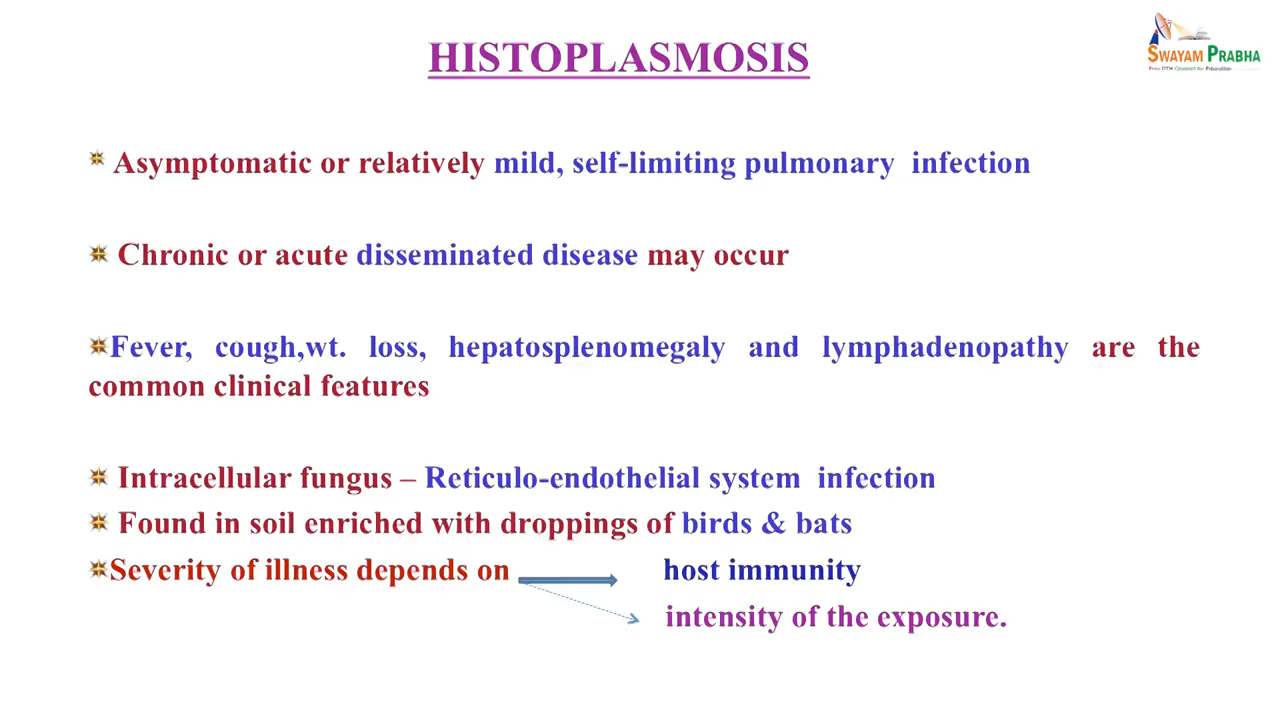 HISTOPLASMOSIS
SWAYAM PRABHA
Asymptomatic or relatively mild, self-limiting pulmonary infection
Chronic or acute disseminated disease may occur
Fever, cough,wt. loss, hepatosplenomegaly and lymphadenopathy are the
common clinical features
Intracellular fungus – Reticulo-endothelial system infection
Found in soil enriched with droppings of birds & bats
Severity of illness depends on host immunity
intensity of the exposure.